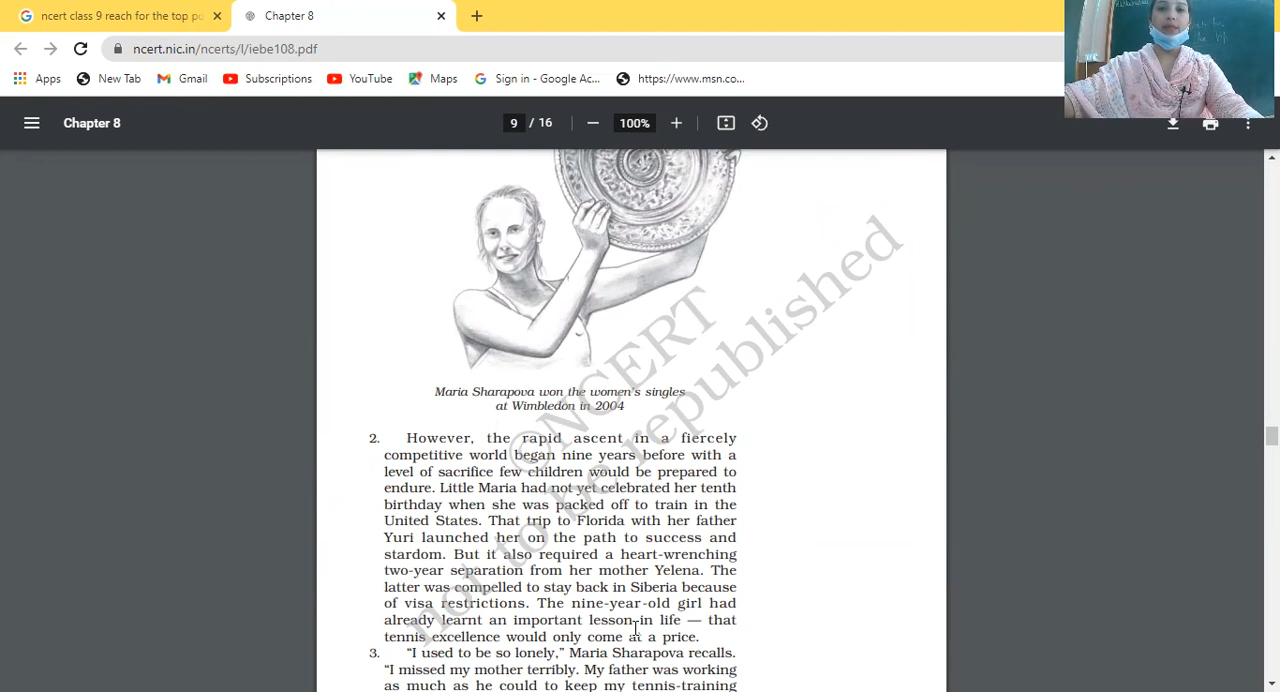 ncert class 9 reach for the top p
Chapter 8
ncert.nic.in/ncerts/l/iebe108.pdf
Apps New Tab Gmail Subscriptions YouTube Maps Sign in - Google Ac... https://www.msn.co...
Chapter 8
9 / 16 100%
Maria Sharapova won the women's singles
at Wimbledon in 2004
2. However, the rapid ascent in a fiercely
competitive world began nine years before with a
level of sacrifice few children would be prepared to
endure. Little Maria had not yet celebrated her tenth
birthday when she was packed off to train in the
United States. That trip to Florida with her father
Yuri launched her on the path to success and
stardom. But it also required a heart-wrenching
two-year separation from her mother Yelena. The
latter was compelled to stay back in Siberia because
of visa restrictions. The nine-year-old girl had
already learnt an important lesson in life — that
tennis excellence would only come at a price.
3. "I used to be so lonely," Maria Sharapova recalls.
"I missed my mother terribly. My father was working
as much as he could to keep my tennis-training
©NCERT
not to be republished